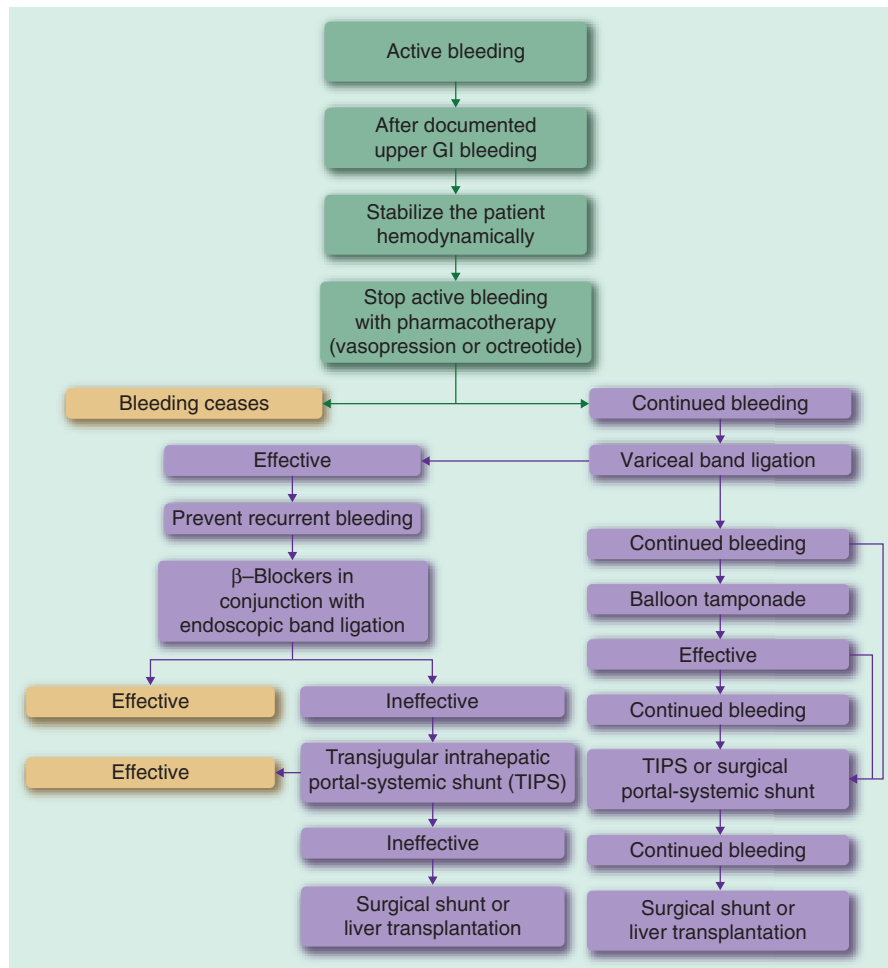 Active bleeding
After documented
upper GI bleeding
Stabilize the patient
hemodynamically
Stop active bleeding
with pharmacotherapy
(vasopression or octreotide)
Bleeding ceases
Continued bleeding
Effective
Variceal band ligation
Prevent recurrent bleeding
Continued bleeding
β–Blockers in
conjunction with
endoscopic band ligation
Balloon tamponade
Effective
Effective
Ineffective
Continued bleeding
Effective
Transjugular intrahepatic
portal-systemic shunt (TIPS)
TIPS or surgical
portal-systemic shunt
Ineffective
Continued bleeding
Surgical shunt or
liver transplantation
Surgical shunt or
liver transplantation